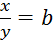 x/y = b